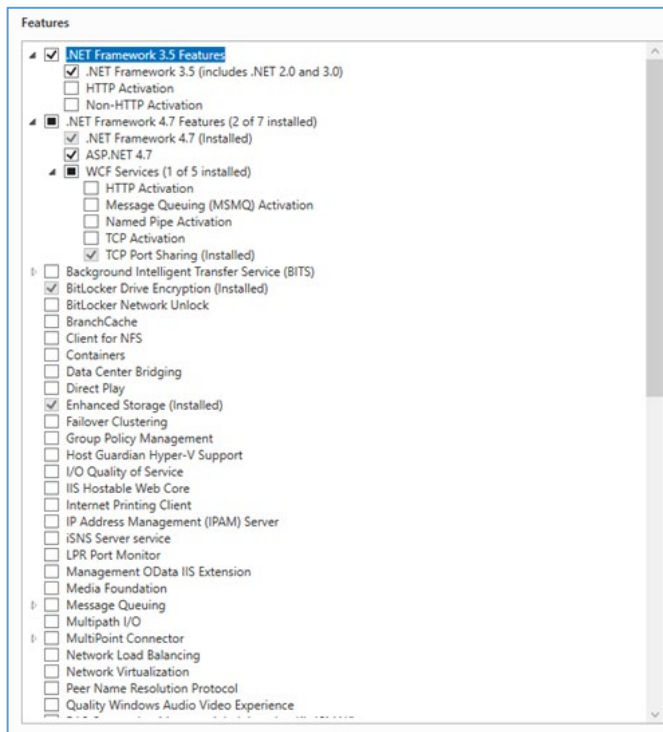 Features
.NET Framework 3.5 Features
.NET Framework 3.5 (includes .NET 2.0 and 3.0)
HTTP Activation
Non-HTTP Activation
.NET Framework 4.7 Features (2 of 7 installed)
.NET Framework 4.7 (Installed)
ASP.NET 4.7
WCF Services (1 of 5 installed)
HTTP Activation
Message Queuing (MSMQ) Activation
Named Pipe Activation
TCP Activation
TCP Port Sharing (Installed)
Background Intelligent Transfer Service (BITS)
BitLocker Drive Encryption (Installed)
BitLocker Network Unlock
BranchCache
Client for NFS
Containers
Data Center Bridging
Direct Play
Enhanced Storage (Installed)
Failover Clustering
Group Policy Management
Host Guardian Hyper-V Support
I/O Quality of Service
IIS Hostable Web Core
Internet Printing Client
IP Address Management (IPAM) Server
iSNS Server service
LPR Port Monitor
Management OData IIS Extension
Media Foundation
Message Queuing
Multipath I/O
MultiPoint Connector
Network Load Balancing
Network Virtualization
Peer Name Resolution Protocol
Quality Windows Audio Video Experience